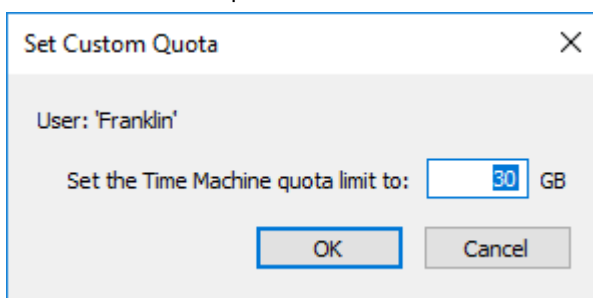 Set Custom Quota
User: 'Franklin'
Set the Time Machine quota limit to: 30 GB
OK Cancel